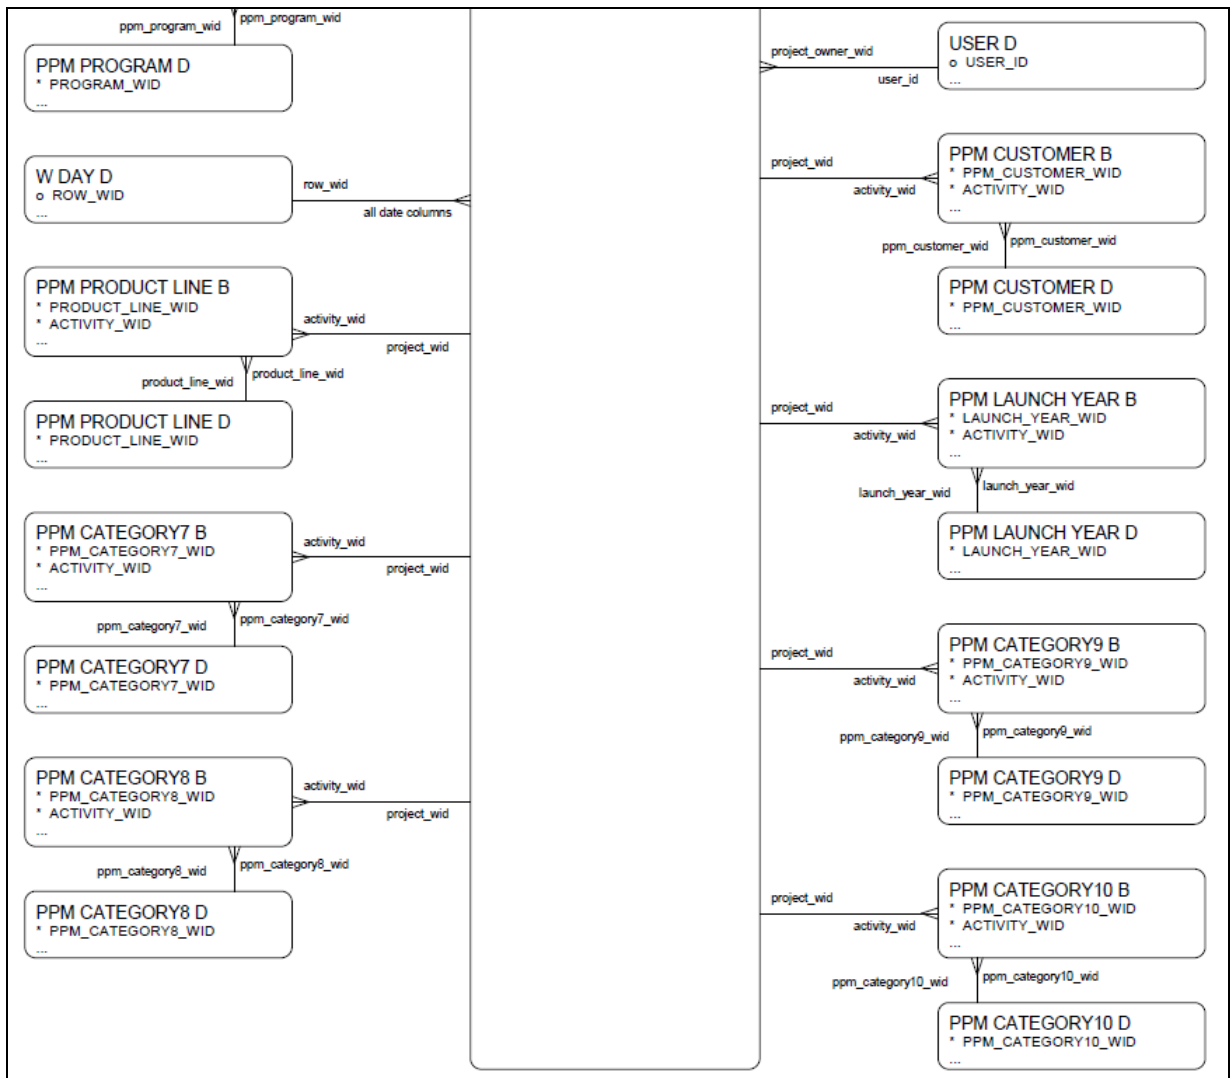 ppm_program_wid
ppm_program_wid
PPM PROGRAM D
* PROGRAM_WID
...
W DAY D
o ROW_WID
...
row_wid
all date columns
PPM PRODUCT LINE B
* PRODUCT_LINE_WID
* ACTIVITY_WID
...
activity_wid
project_wid
product_line_wid
product_line_wid
PPM PRODUCT LINE D
* PRODUCT_LINE_WID
...
PPM CATEGORY7 B
* PPM_CATEGORY7_WID
* ACTIVITY_WID
...
activity_wid
project_wid
ppm_category7_wid
ppm_category7_wid
PPM CATEGORY7 D
* PPM_CATEGORY7_WID
...
PPM CATEGORY8 B
* PPM_CATEGORY8_WID
* ACTIVITY_WID
...
activity_wid
project_wid
ppm_category8_wid
ppm_category8_wid
PPM CATEGORY8 D
* PPM_CATEGORY8_WID
...
project_owner_wid
user_id
USER D
o USER_ID
...
project_wid
activity_wid
PPM CUSTOMER B
* PPM_CUSTOMER_WID
* ACTIVITY_WID
...
ppm_customer_wid
ppm_customer_wid
PPM CUSTOMER D
* PPM_CUSTOMER_WID
...
project_wid
activity_wid
PPM LAUNCH YEAR B
* LAUNCH_YEAR_WID
* ACTIVITY_WID
...
launch_year_wid
launch_year_wid
PPM LAUNCH YEAR D
* LAUNCH_YEAR_WID
...
project_wid
activity_wid
PPM CATEGORY9 B
* PPM_CATEGORY9_WID
* ACTIVITY_WID
...
ppm_category9_wid
ppm_category9_wid
PPM CATEGORY9 D
* PPM_CATEGORY9_WID
...
project_wid
activity_wid
PPM CATEGORY10 B
* PPM_CATEGORY10_WID
* ACTIVITY_WID
...
ppm_category10_wid
ppm_category10_wid
PPM CATEGORY10 D
* PPM_CATEGORY10_WID
...